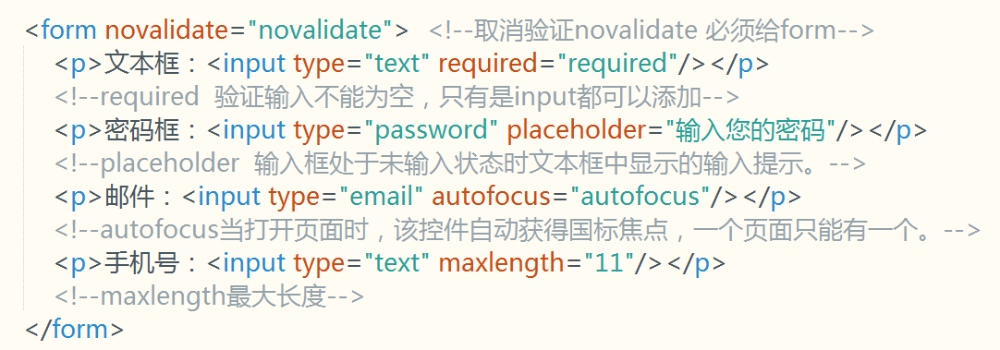 <form novalidate="novalidate"> <!--取消验证novalidate 必须给form-->
<p>文本框：<input type="text" required="required"/></p>
<!--required 验证输入不能为空，只有是input都可以添加-->
<p>密码框：<input type="password" placeholder="输入您的密码"/></p>
<!--placeholder 输入框处于未输入状态时文本框中显示的输入提示。-->
<p>邮件：<input type="email" autofocus="autofocus"/></p>
<!--autofocus当打开页面时，该控件自动获得国标焦点，一个页面只能有一个。-->
<p>手机号：<input type="text" maxlength="11"/></p>
<!--maxlength最大长度-->
</form>